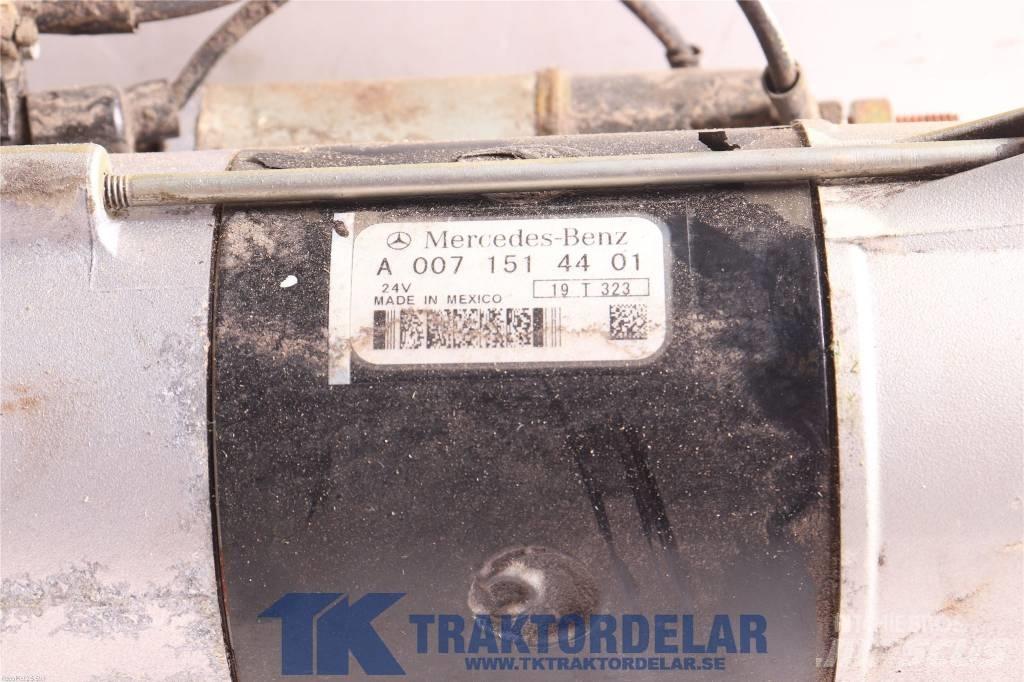 Mercedes-Benz
A 007 151 44 01
24V
19 T 323
MADE IN MEXICO
TK TRAKTORDELAR
WWW.TKTRAKTORDELAR.SE